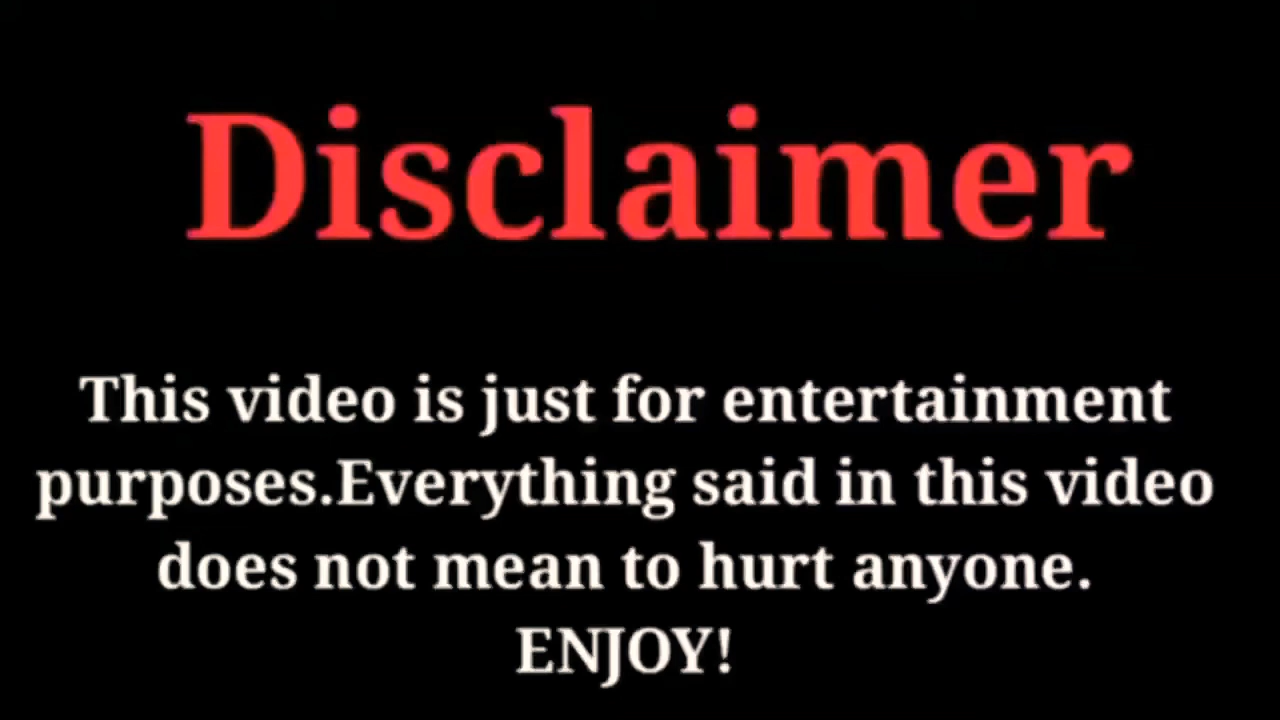 Disclaimer
This video is just for entertainment
purposes.Everything said in this video
does not mean to hurt anyone.
ENJOY!